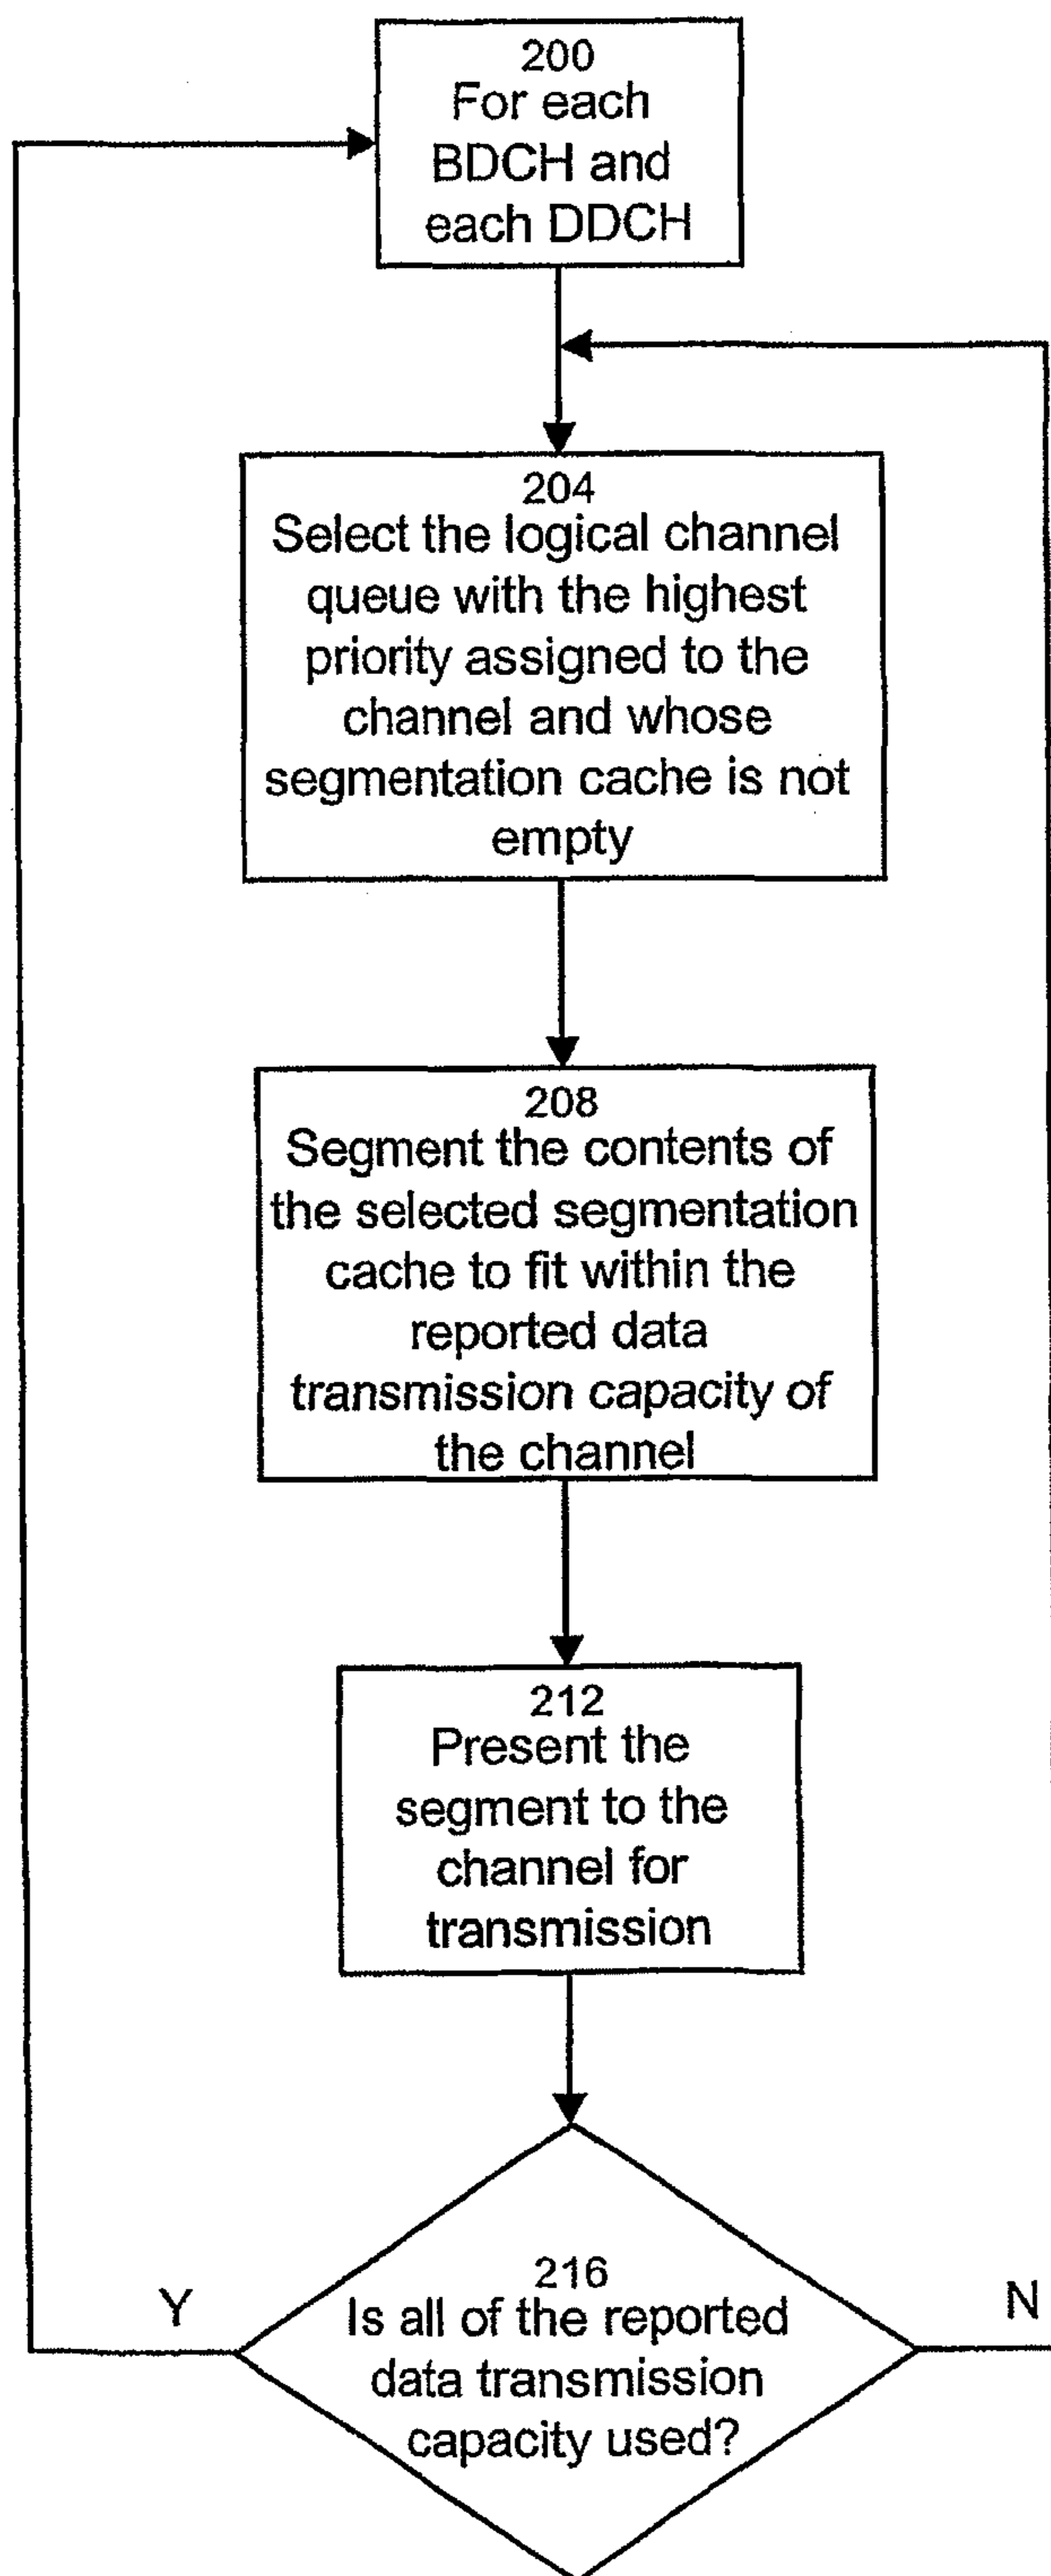 200
For each
BDCH and
each DDCH
204
Select the logical channel
queue with the highest
priority assigned to the
channel and whose
segmentation cache is not
empty
208
Segment the contents of
the selected segmentation
cache to fit within the
reported data
transmission capacity of
the channel
212
Present the
segment to the
channel for
transmission
216
Is all of the reported
data transmission
capacity used?
Y
N